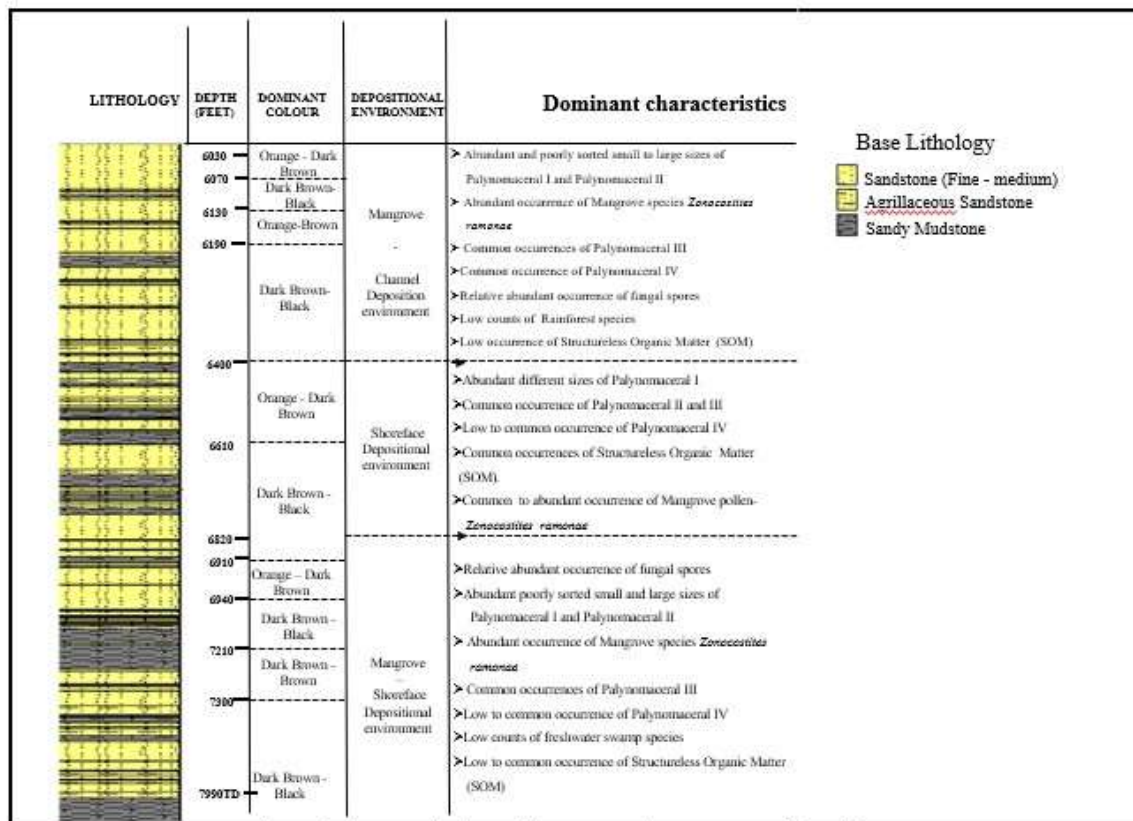 LITHOLOGY
DEPTH
(FEET)
DOMINANT
COLOUR
DEPOSITIONAL
ENVIRONMENT
Dominant characteristics
6030
6070
6130
6190
6400
6610
6820
6910
6940
7210
7300
7990TD
Orange - Dark
Brown
Dark Brown-
Black
Orange-Brown
Dark Brown-
Black
Orange - Dark
Brown
Dark Brown -
Black
Orange – Dark
Brown
Dark Brown -
Black
Dark Brown -
Brown
Dark Brown -
Black
Mangrove
-
Channel
Deposition
environment
Shoreface
Depositional
environment
Mangrove
–
Shoreface
Depositional
environment
➤ Abundant and poorly sorted small to large sizes of
Palynomaceral I and Palynomaceral II
➤ Abundant occurrence of Mangrove species Zonocostites
ramonae
➤ Common occurrences of Palynomaceral III
➤Common occurrence of Palynomaceral IV
➤Relative abundant occurrence of fungal spores
➤Low counts of Rainforest species
➤Low occurrence of Structureless Organic Matter (SOM)
➤Abundant different sizes of Palynomaceral I
➤Common occurrence of Palynomaceral II and III
➤Low to common occurrence of Palynomaceral IV
➤Common occurrences of Structureless Organic Matter
(SOM).
➤Common to abundant occurrence of Mangrove pollen-
Zonocostites ramonae
➤Relative abundant occurrence of fungal spores
➤Abundant poorly sorted small and large sizes of
Palynomaceral I and Palynomaceral II
➤ Abundant occurrence of Mangrove species Zonocostites
ramonae
➤ Common occurrences of Palynomaceral III
➤Low to common occurrence of Palynomaceral IV
➤Low counts of freshwater swamp species
➤Low to common occurrence of Structureless Organic Matter
(SOM)
Base Lithology
Sandstone (Fine - medium)
Agrillaceous Sandstone
Sandy Mudstone